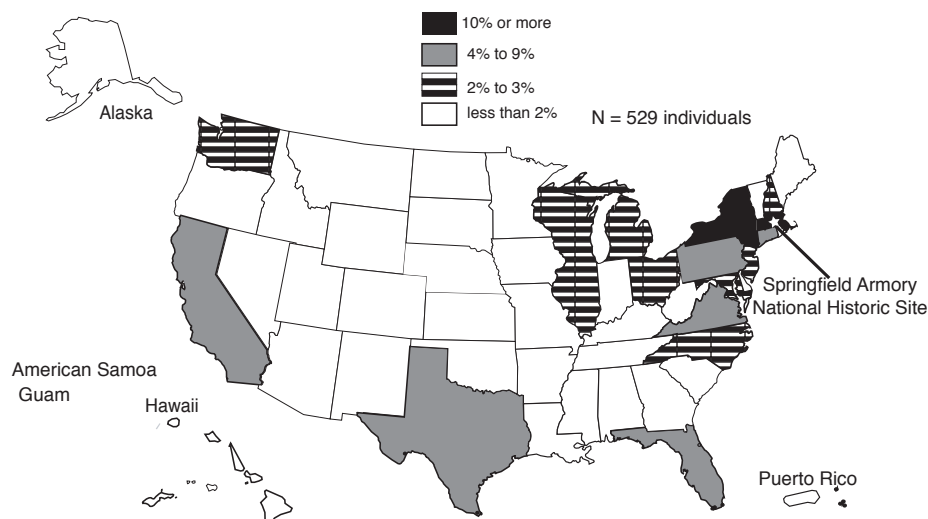 10% or more
4% to 9%
2% to 3%
less than 2%
N = 529 individuals
Alaska
Springfield Armory
National Historic Site
American Samoa
Guam
Hawaii
Puerto Rico